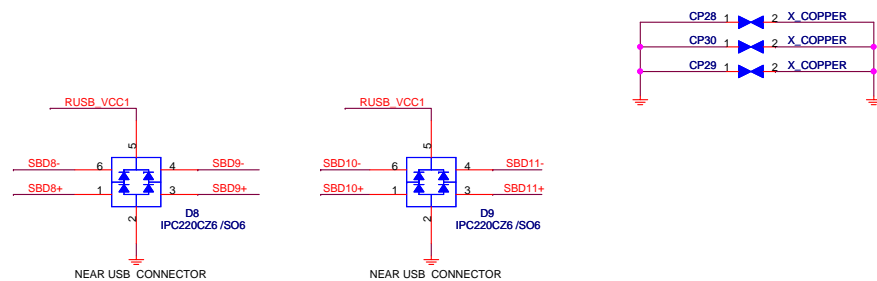 CP28 1 2 X_COPPER
CP30 1 2 X_COPPER
CP29 1 2 X_COPPER
RUSB_VCC1
5
SBD8- 6 4 SBD9-
SBD8+ 1 3 SBD9+
2
D8
IPC220CZ6 /SO6
NEAR USB CONNECTOR
RUSB_VCC1
5
SBD10- 6 4 SBD11-
SBD10+ 1 3 SBD11+
2
D9
IPC220CZ6 /SO6
NEAR USB CONNECTOR